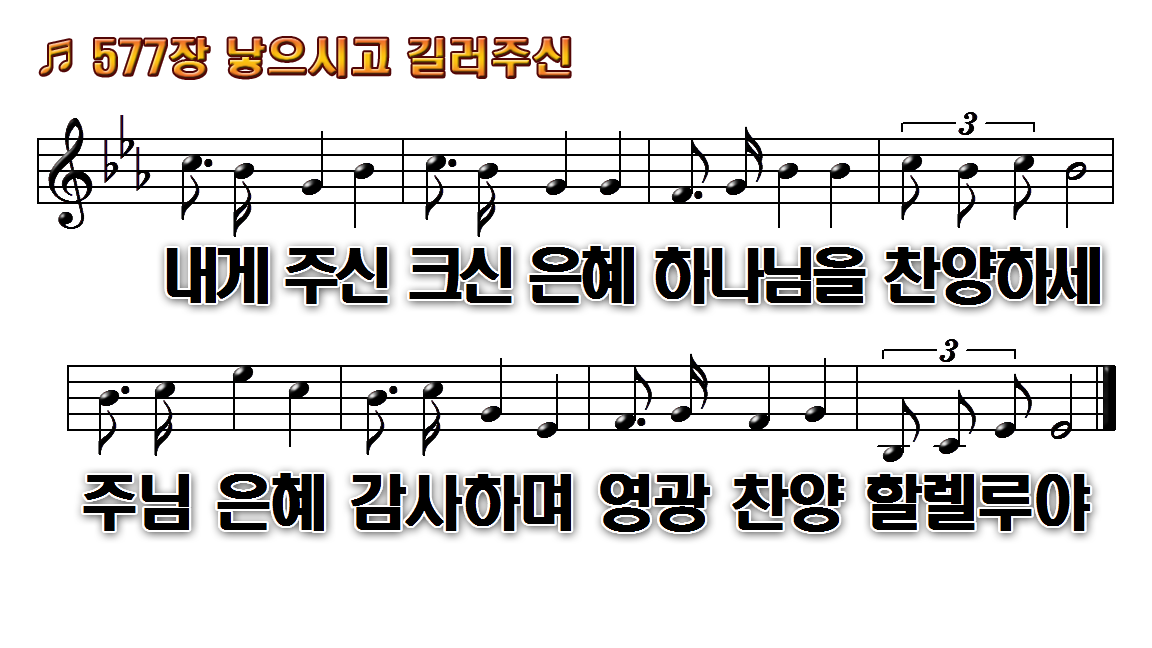 ♬ 577장 낳으시고 길러주신
3
내게 주신 크신 은혜 하나님을 찬양하세
3
주님 은혜 감사하며 영광 찬양 할렐루야